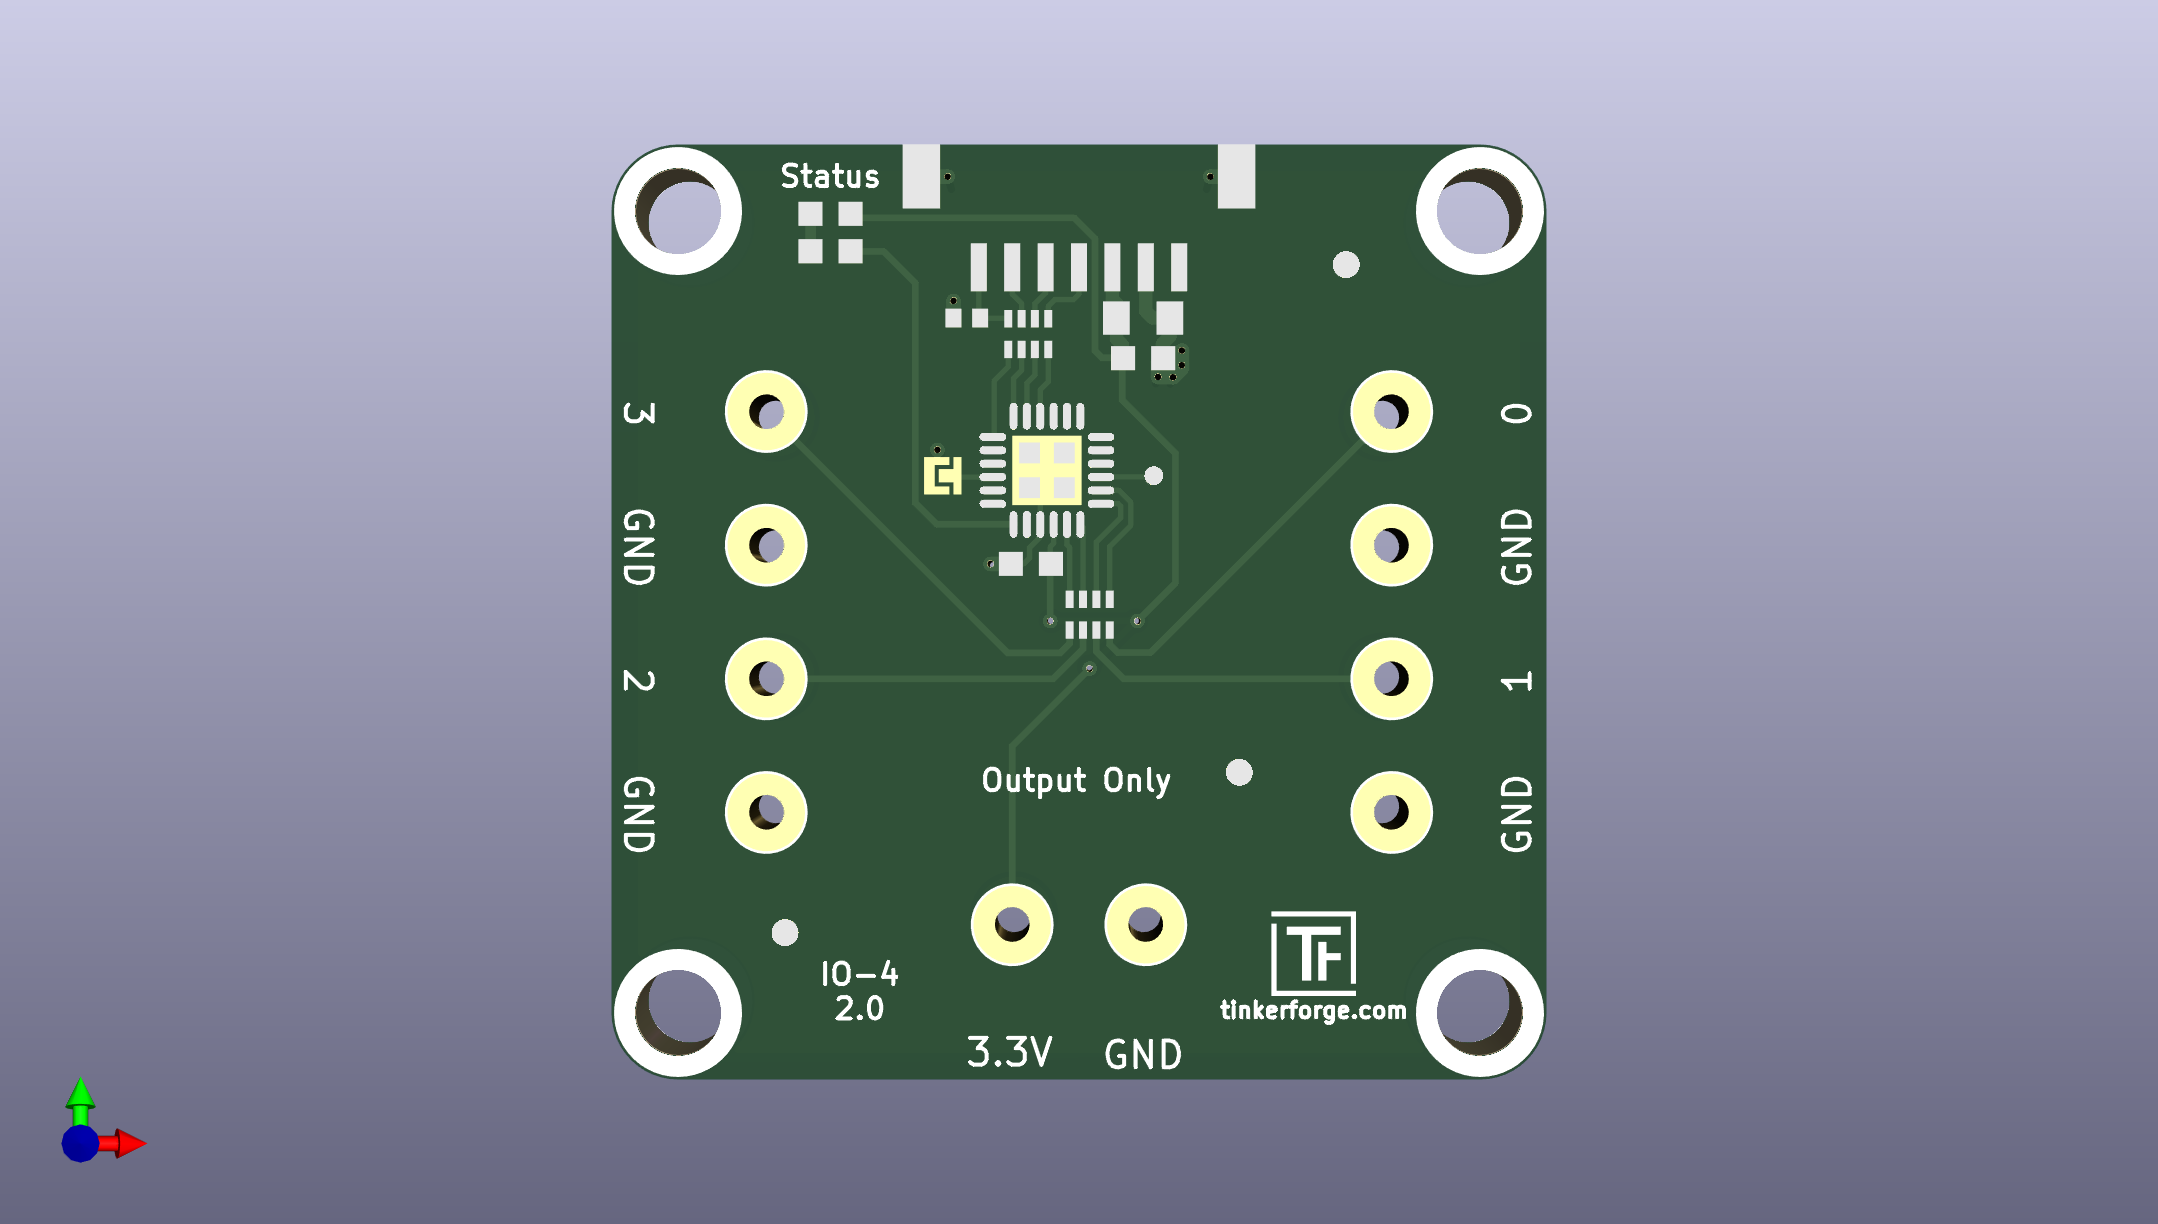 Status
3
0
GND
GND
2
1
Output Only
GND
GND
TF
IO-4
2.0
tinkerforge.com
3.3V
GND